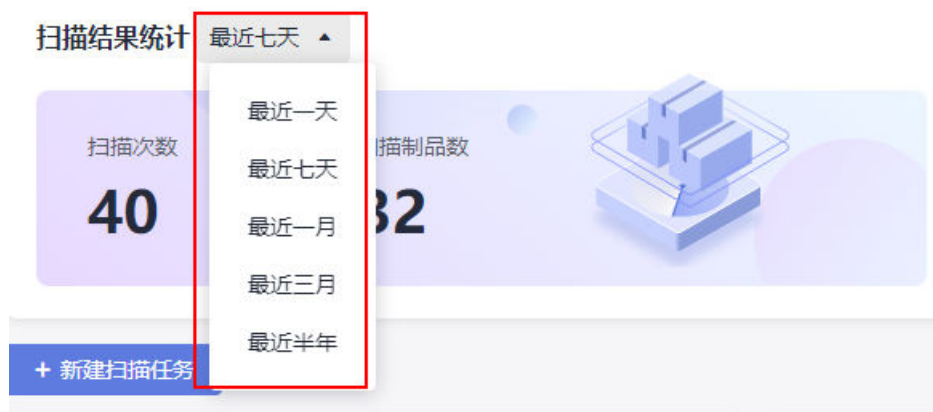 扫描结果统计 最近七天
最近一天
扫描次数
描制品数
最近七天
40
32
最近一月
最近三月
最近半年
+ 新建扫描任务